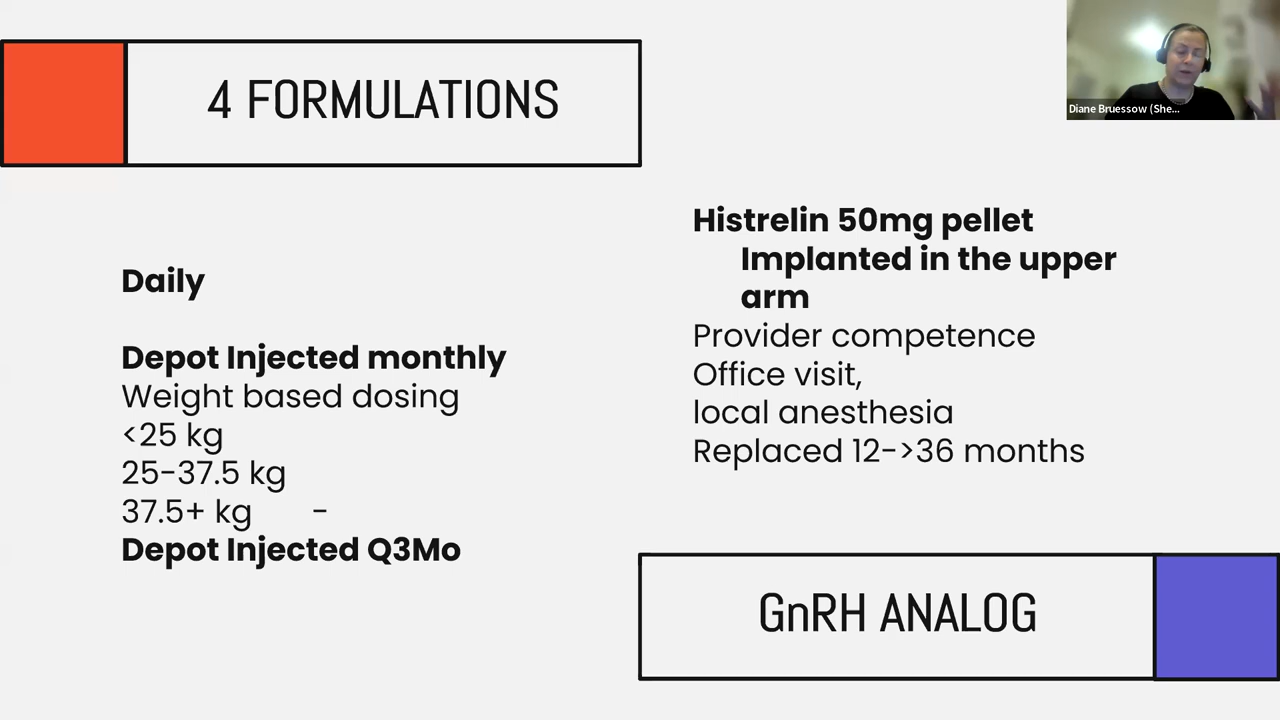 4 FORMULATIONS
Diane Bruessow (She...
Daily
Depot Injected monthly
Weight based dosing
<25 kg
25-37.5 kg
37.5+ kg -
Depot Injected Q3Mo
Histrelin 50mg pellet
Implanted in the upper
arm
Provider competence
Office visit,
local anesthesia
Replaced 12->36 months
GnRH ANALOG